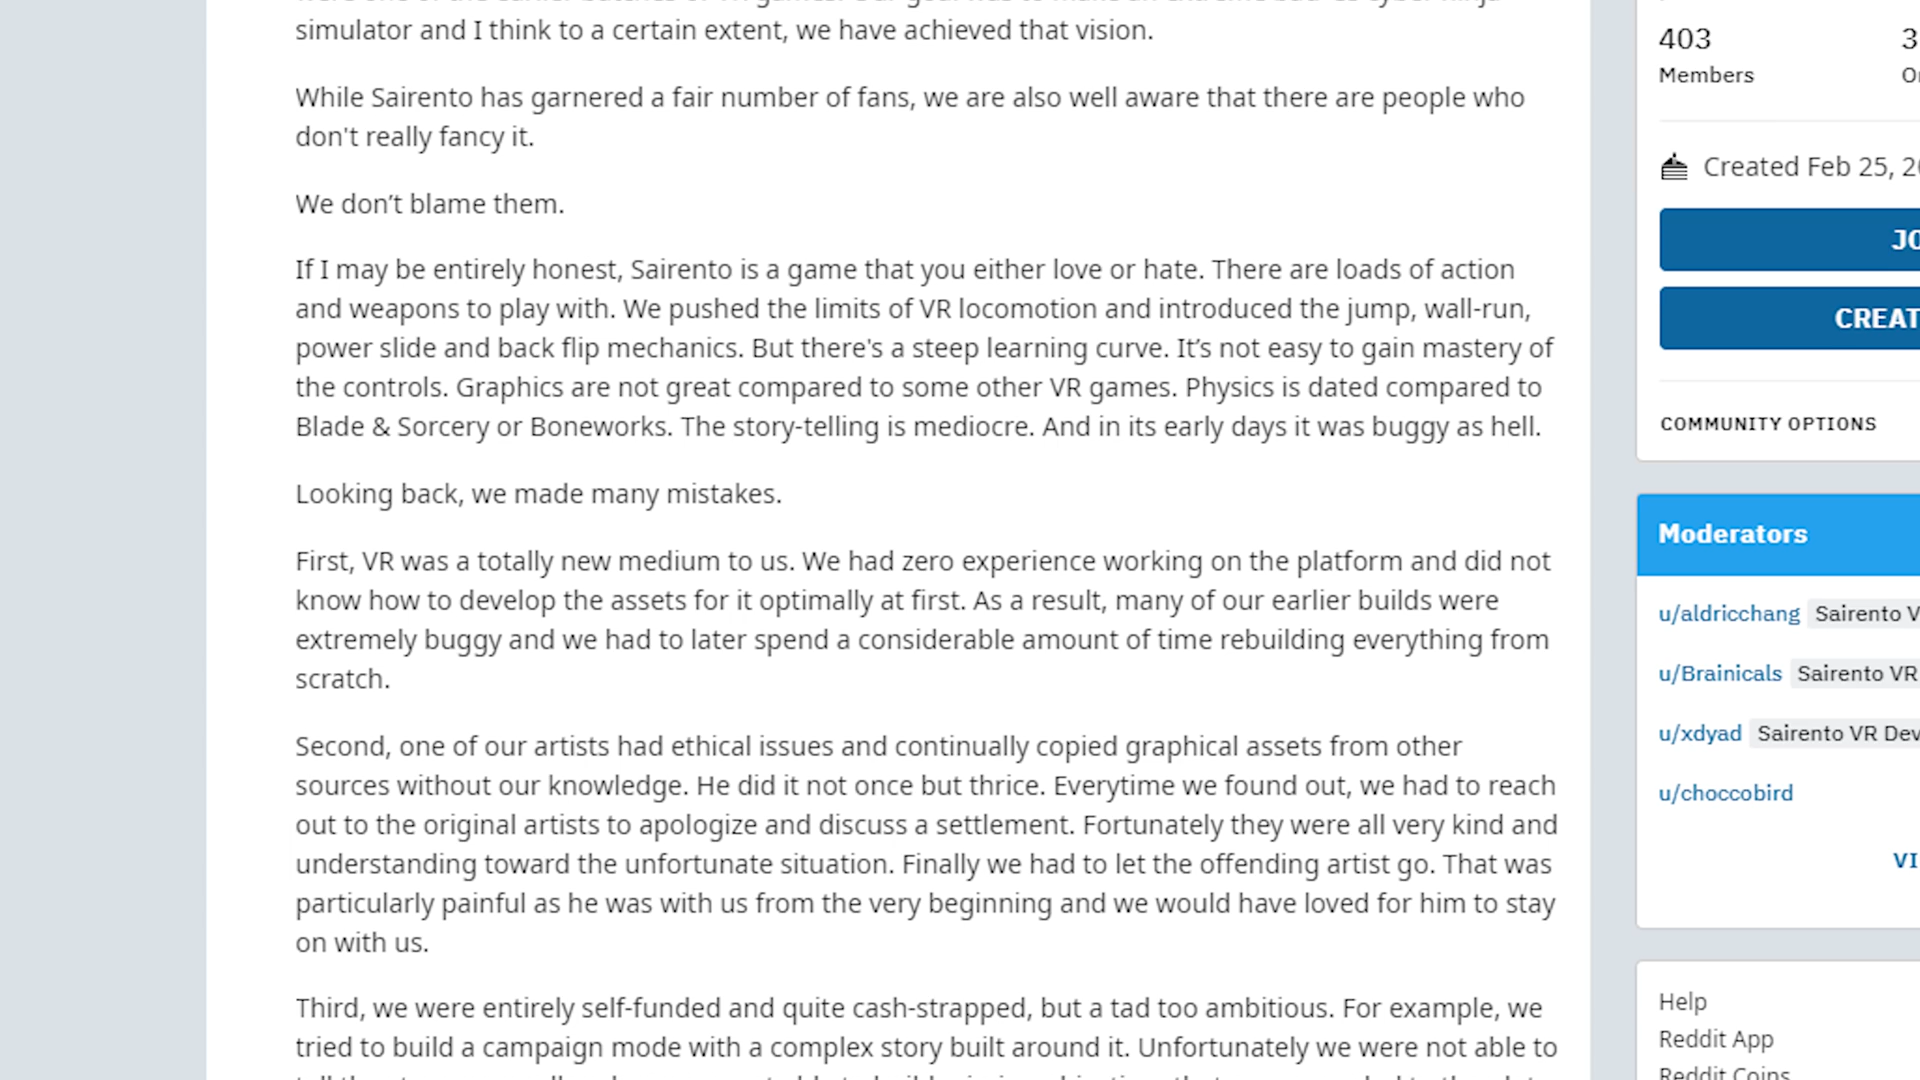 simulator and I think to a certain extent, we have achieved that vision.
While Sairento has garnered a fair number of fans, we are also well aware that there are people who
don't really fancy it.
We don’t blame them.
If I may be entirely honest, Sairento is a game that you either love or hate. There are loads of action
and weapons to play with. We pushed the limits of VR locomotion and introduced the jump, wall-run,
power slide and back flip mechanics. But there's a steep learning curve. It’s not easy to gain mastery of
the controls. Graphics are not great compared to some other VR games. Physics is dated compared to
Blade & Sorcery or Boneworks. The story-telling is mediocre. And in its early days it was buggy as hell.
Looking back, we made many mistakes.
First, VR was a totally new medium to us. We had zero experience working on the platform and did not
know how to develop the assets for it optimally at first. As a result, many of our earlier builds were
extremely buggy and we had to later spend a considerable amount of time rebuilding everything from
scratch.
Second, one of our artists had ethical issues and continually copied graphical assets from other
sources without our knowledge. He did it not once but thrice. Everytime we found out, we had to reach
out to the original artists to apologize and discuss a settlement. Fortunately they were all very kind and
understanding toward the unfortunate situation. Finally we had to let the offending artist go. That was
particularly painful as he was with us from the very beginning and we would have loved for him to stay
on with us.
Third, we were entirely self-funded and quite cash-strapped, but a tad too ambitious. For example, we
tried to build a campaign mode with a complex story built around it. Unfortunately we were not able to
403
3
Members
Created Feb 25,
JO
CREAT
COMMUNITY OPTIONS
Moderators
u/aldricchang Sairento V
u/Brainicals Sairento VR
u/xdyad Sairento VR Dev
u/choccobird
VI
Help
Reddit App
Reddit Coins